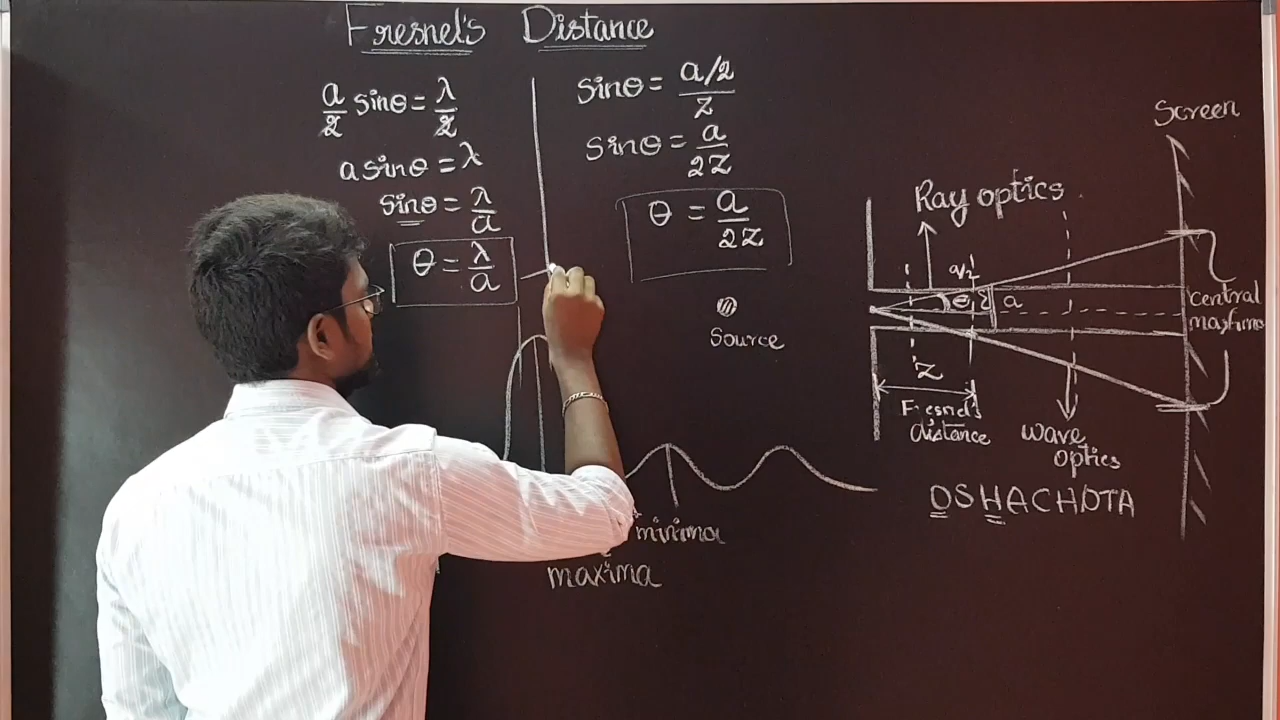 Fresnel's Distance
a/2 sinθ = λ/2
a sinθ = λ
sinθ = λ/a
θ = λ/a
sinθ = a/2 / z
sinθ = a/2z
θ = a/2z
Source
minima
maxima
Screen
Ray optics
a/2
θ
a
central
maxima
z
Fresnel's
distance
wave
optics
OSHACHDTA